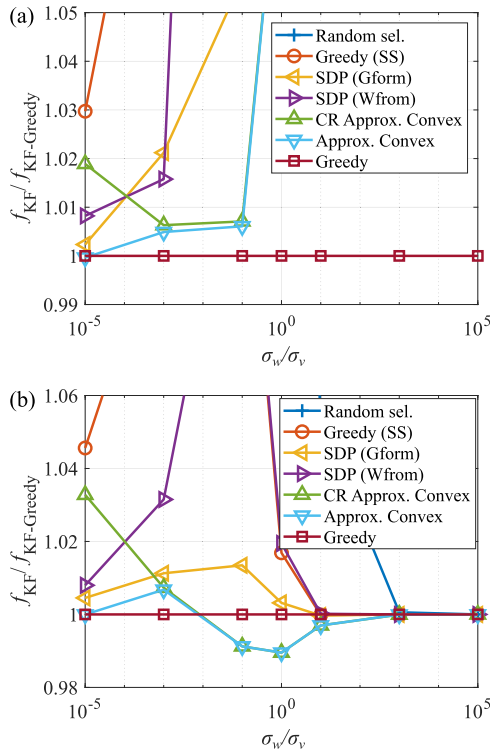 (a)
1.05
1.04
1.03
1.02
1.01
1
0.99
f_KF / f_KF-Greedy
Random sel.
Greedy (SS)
SDP (Gform)
SDP (Wfrom)
CR Approx. Convex
Approx. Convex
Greedy
10^-5
10^0
10^5
σ_w/σ_v
(b)
1.06
1.04
1.02
1
0.98
f_KF / f_KF-Greedy
Random sel.
Greedy (SS)
SDP (Gform)
SDP (Wfrom)
CR Approx. Convex
Approx. Convex
Greedy
10^-5
10^0
10^5
σ_w/σ_v